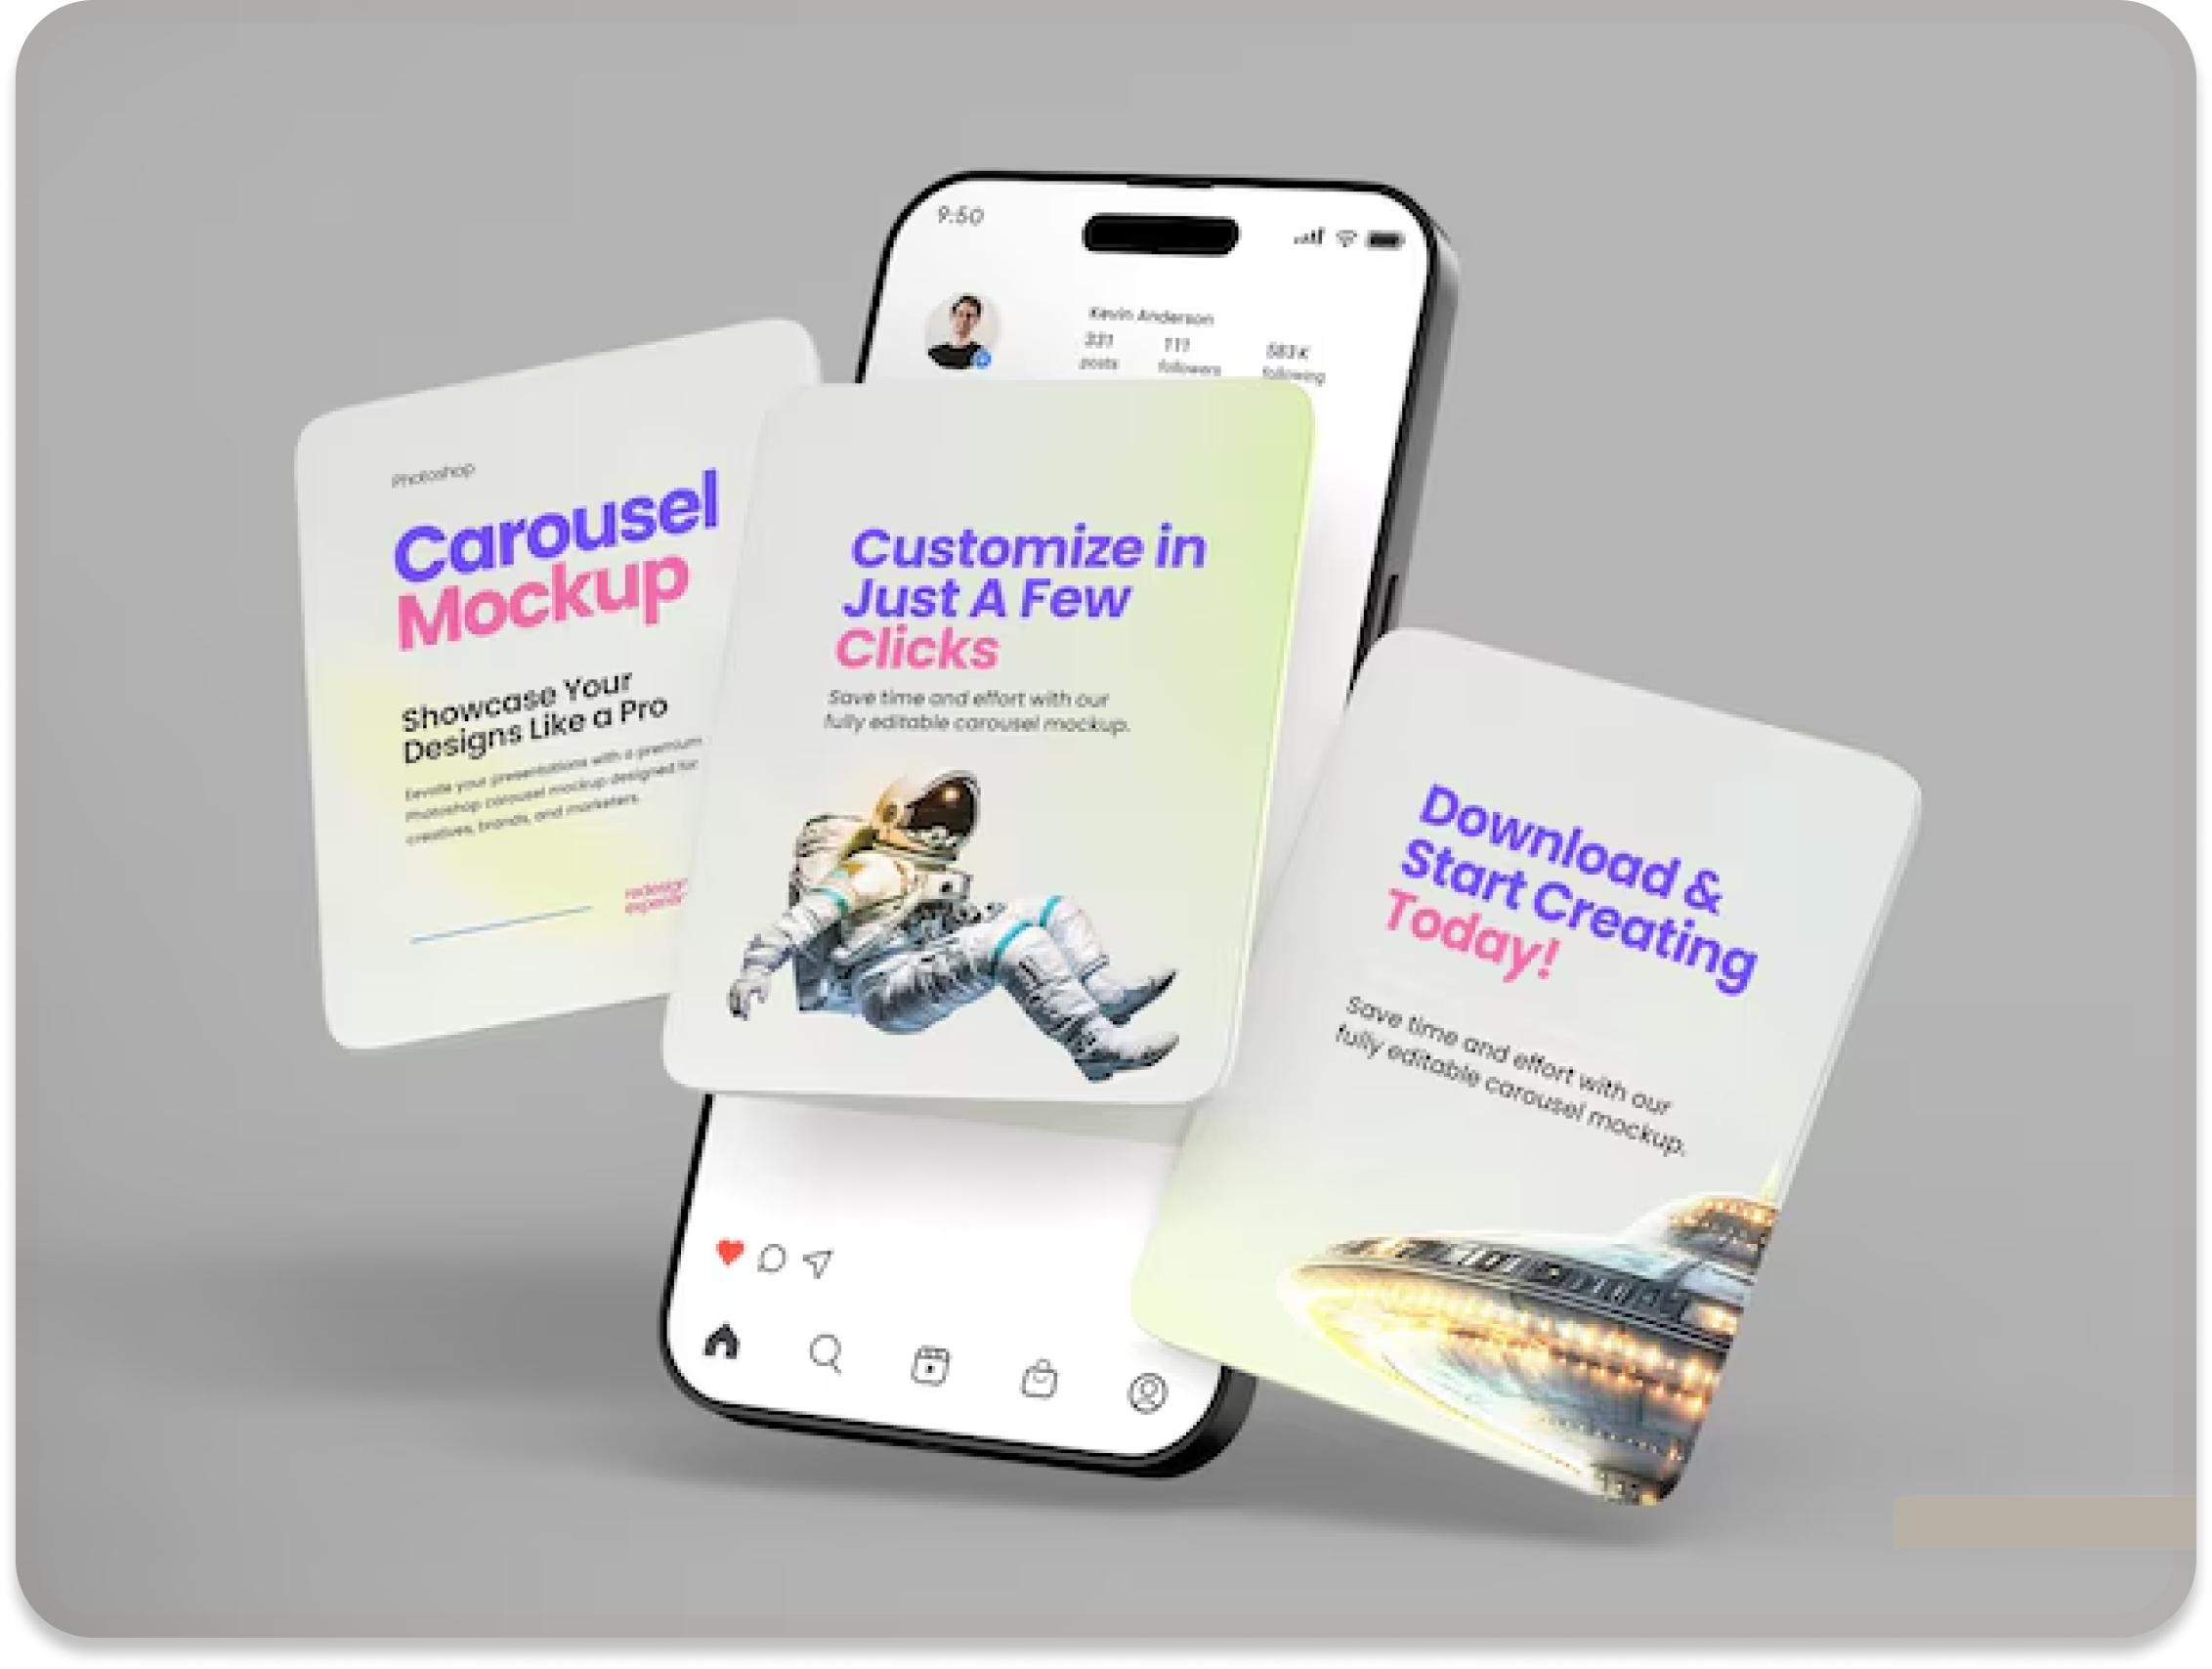 9:50
Kevin Anderson
331 111 583K
posts followers following
Photoshop
Carousel
Mockup
Showcase Your
Designs Like a Pro
Elevate your presentations with a premium
Photoshop carousel mockup designed for
creatives, brands, and marketers.
Customize in
Just A Few
Clicks
Save time and effort with our
fully editable carousel mockup.
Download &
Start Creating
Today!
Save time and effort with our
fully editable carousel mockup.